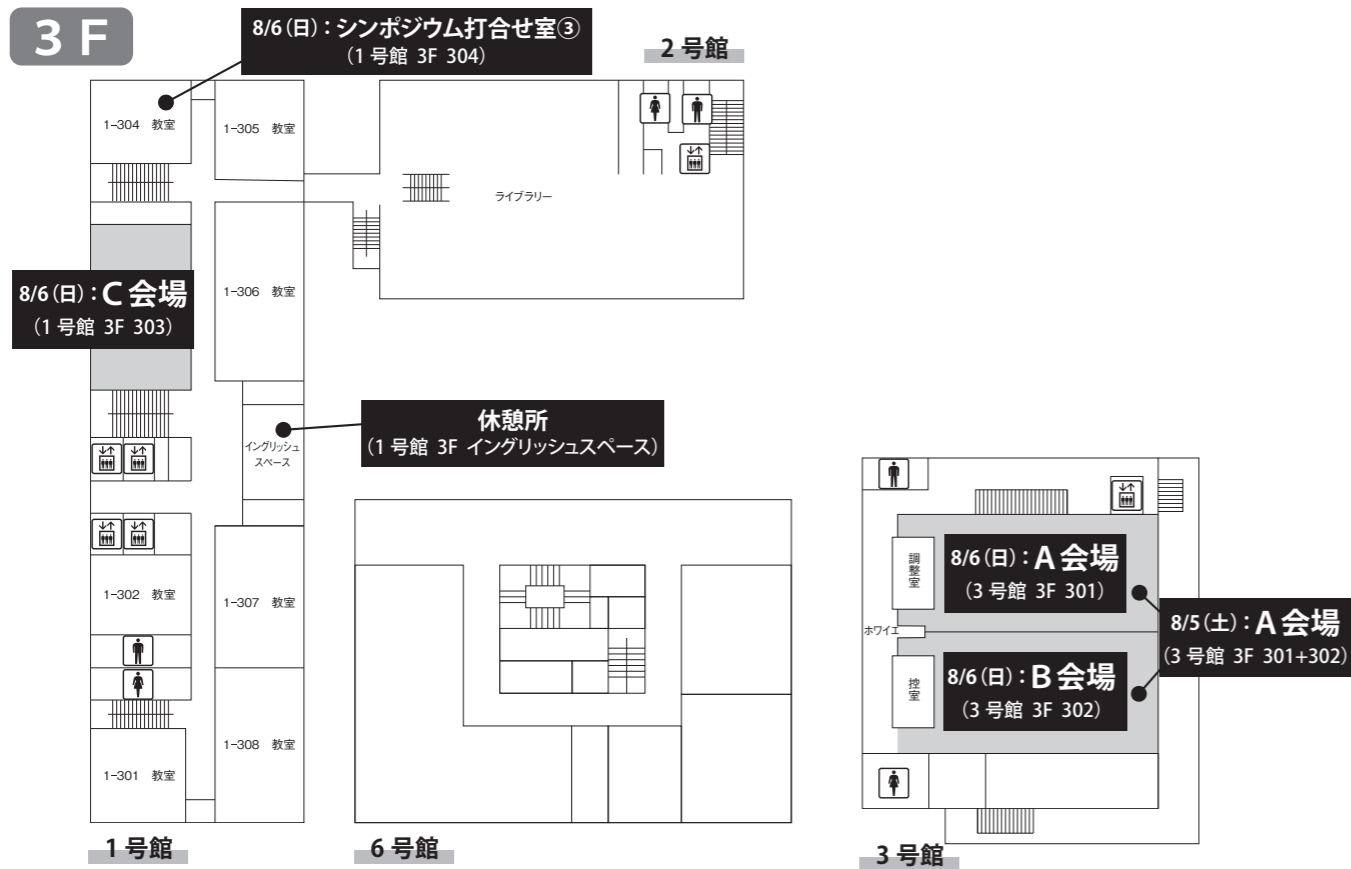 3 F
8/6(日):シンポジウム打合せ室③
(1号館 3F 304)
2号館
1-304 教室
1-305 教室
ライブラリー
8/6(日):C会場
(1号館 3F 303)
1-306 教室
休憩所
(1号館 3F イングリッシュスペース)
イングリッシュ
スペース
1-302 教室
1-307 教室
1-308 教室
1-301 教室
調整室
8/6(日):A会場
(3号館 3F 301)
ホワイエ
8/5(土):A会場
(3号館 3F 301+302)
控室
8/6(日):B会場
(3号館 3F 302)
1号館
6号館
3号館